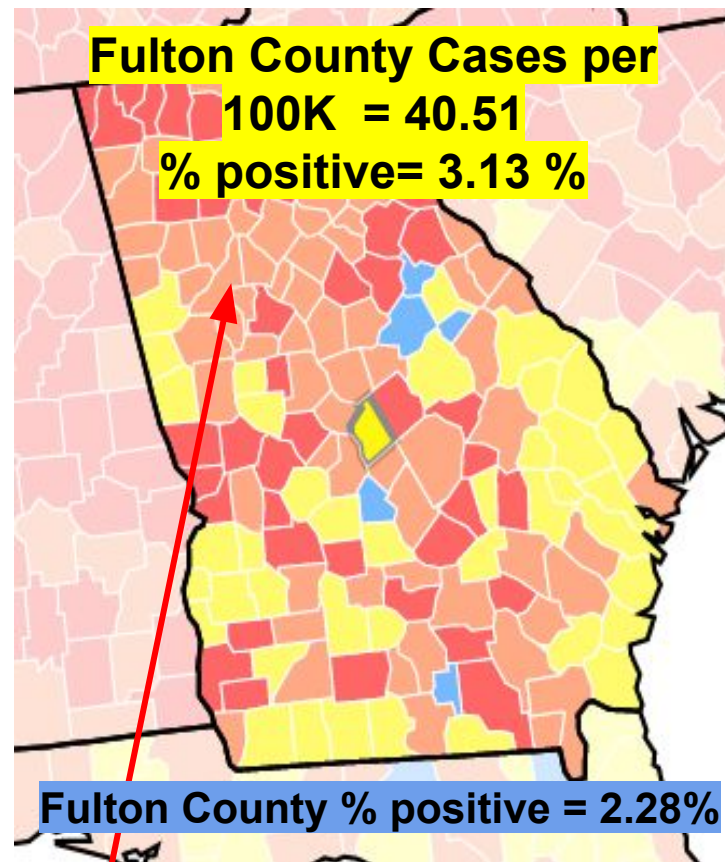 Fulton County Cases per
100K = 40.51
% positive= 3.13 %
Fulton County % positive = 2.28%